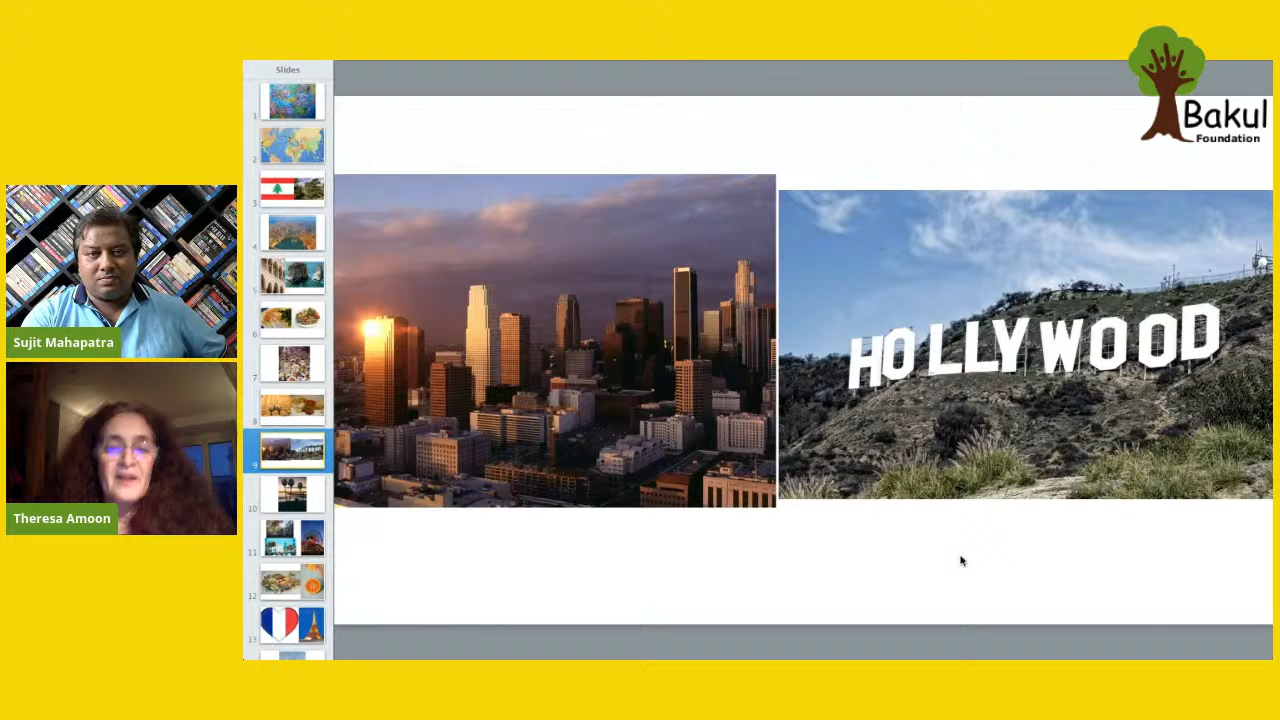 Slides
Bakul
Foundation
1
2
3
4
5
6
7
8
9
10
11
12
13
Sujit Mahapatra
Theresa Amoon
HOLLYWOOD